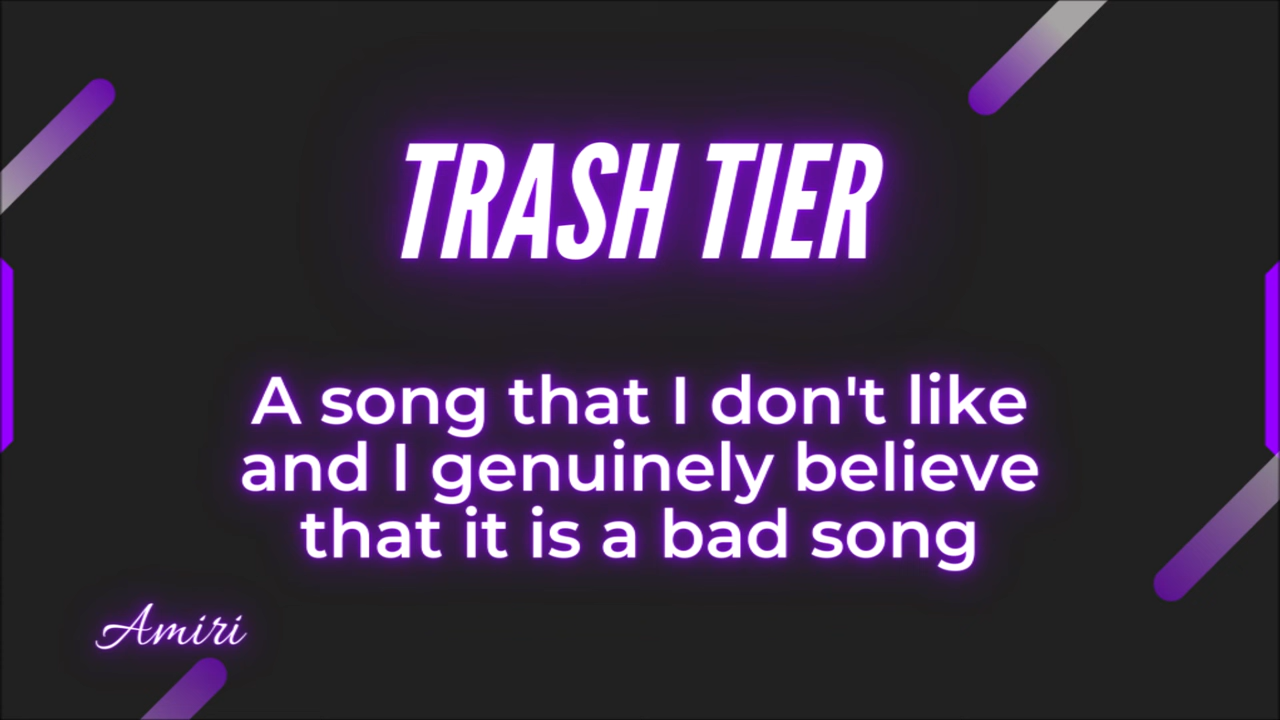 TRASH TIER
A song that I don't like
and I genuinely believe
that it is a bad song
Amiri